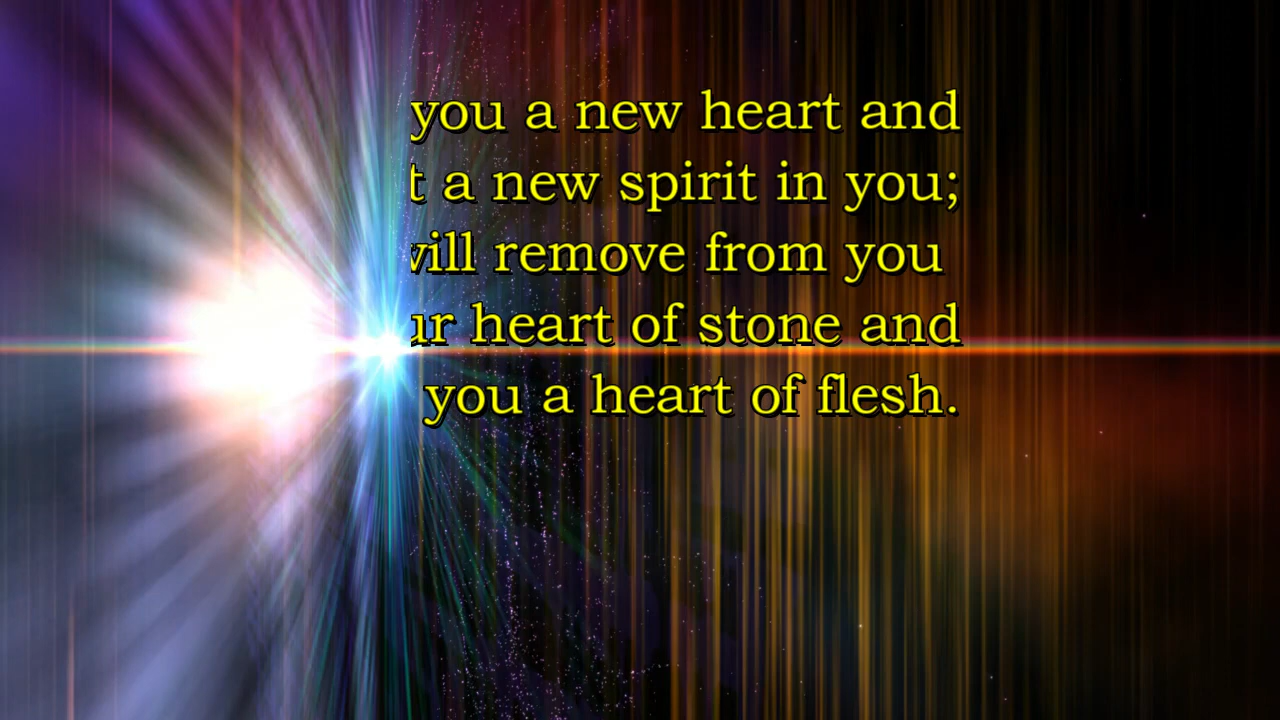 you a new heart and
a new spirit in you;
remove from you
heart of stone and
you a heart of flesh.